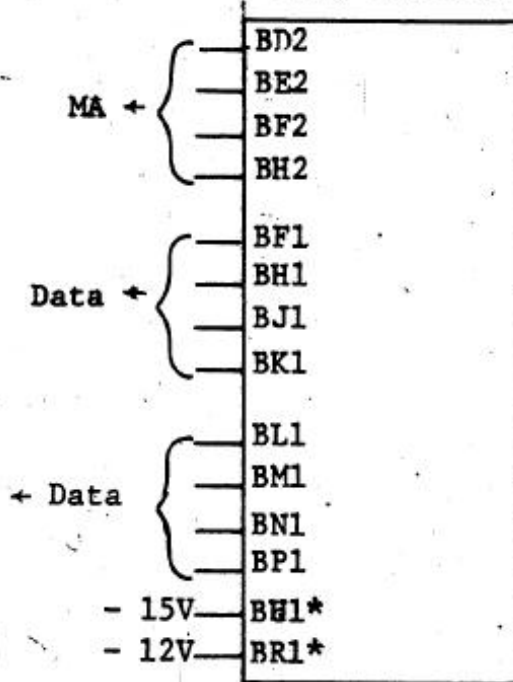 BD2
BE2
MA ←
BF2
BH2
BF1
BH1
Data ←
BJ1
BK1
BL1
BM1
← Data
BN1
BP1
- 15V
- 12V BR1*